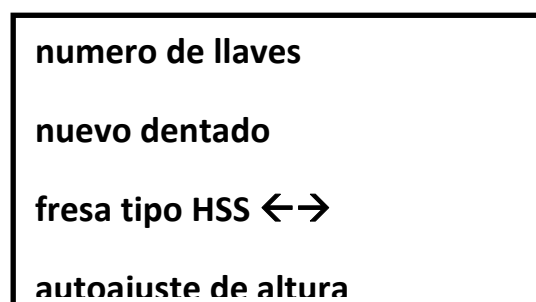 numero de llaves
nuevo dentado
fresa tipo HSS ←→
autoajuste de altura